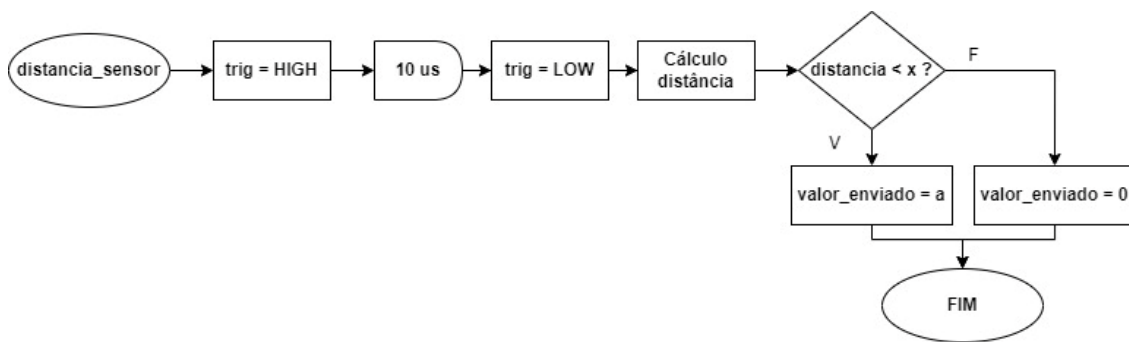 distancia_sensor
trig = HIGH
10 us
trig = LOW
Cálculo
distância
distancia < x ?
F
V
valor_enviado = a
valor_enviado = 0
FIM